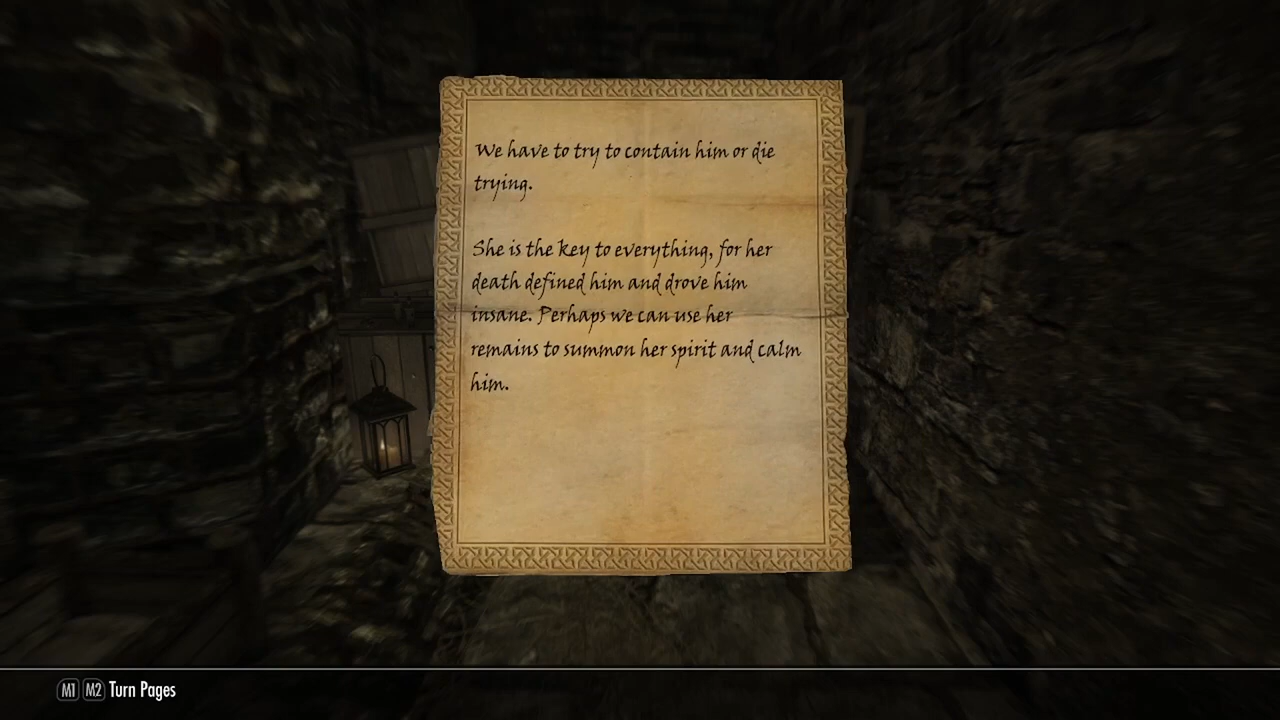 We have to try to contain him or die
trying.
She is the key to everything, for her
death defined him and drove him
insane. Perhaps we can use her
remains to summon her spirit and calm
him.
M1 M2 Turn Pages